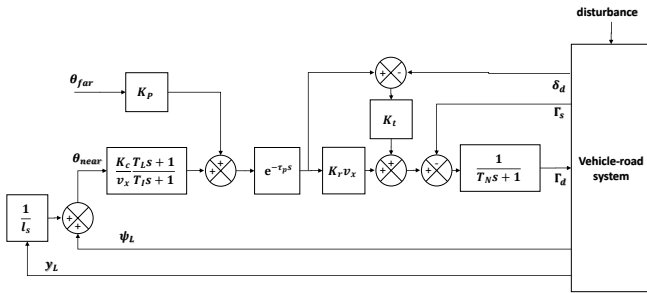 disturbance
θ_far
K_P
+
-
δ_d
K_t
Γ_s
θ_near
K_c/v_x T_L s + 1/T_I s + 1
+
+
e^{-τ_p s}
K_r v_x
+
+
+
-
1/T_N s + 1
Γ_d
Vehicle-road
system
1/l_s
+
+
ψ_L
y_L